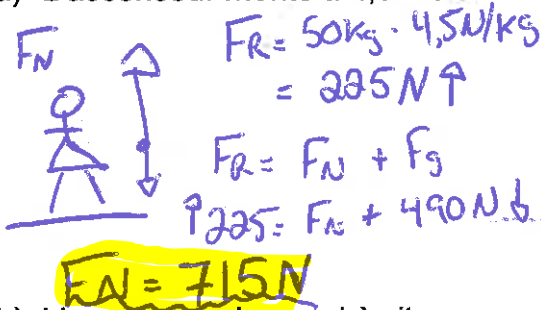 FN
FR = 50kg · 4,5N/kg
= 225N ↑
FR = FN + Fg
↑225 = FN + 490N ↓
FN = 715N